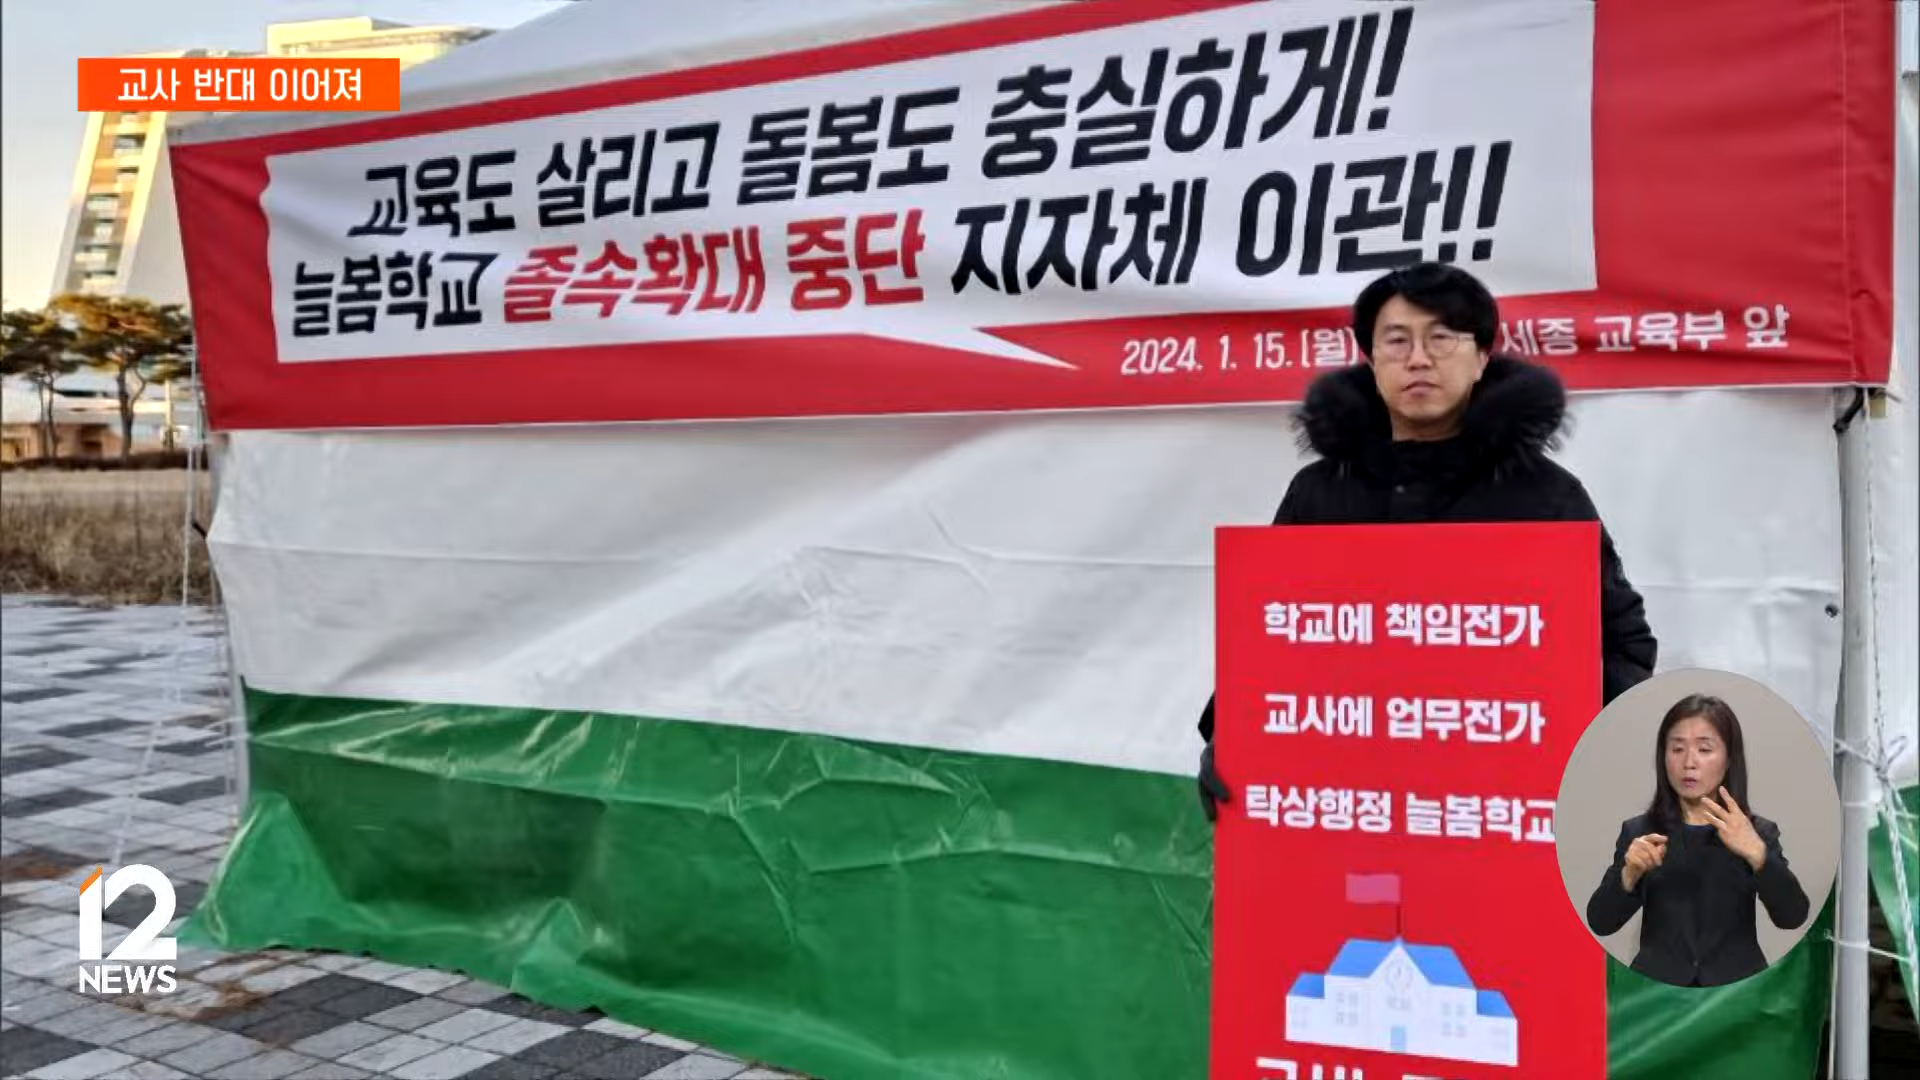 교사 반대 이어져
교육도 살리고 돌봄도 충실하게!
늘봄학교 졸속확대 중단 지자체 이관!!
2024. 1. 15. (월) 세종 교육부 앞
학교에 책임전가
교사에 업무전가
탁상행정 늘봄학교
12
NEWS